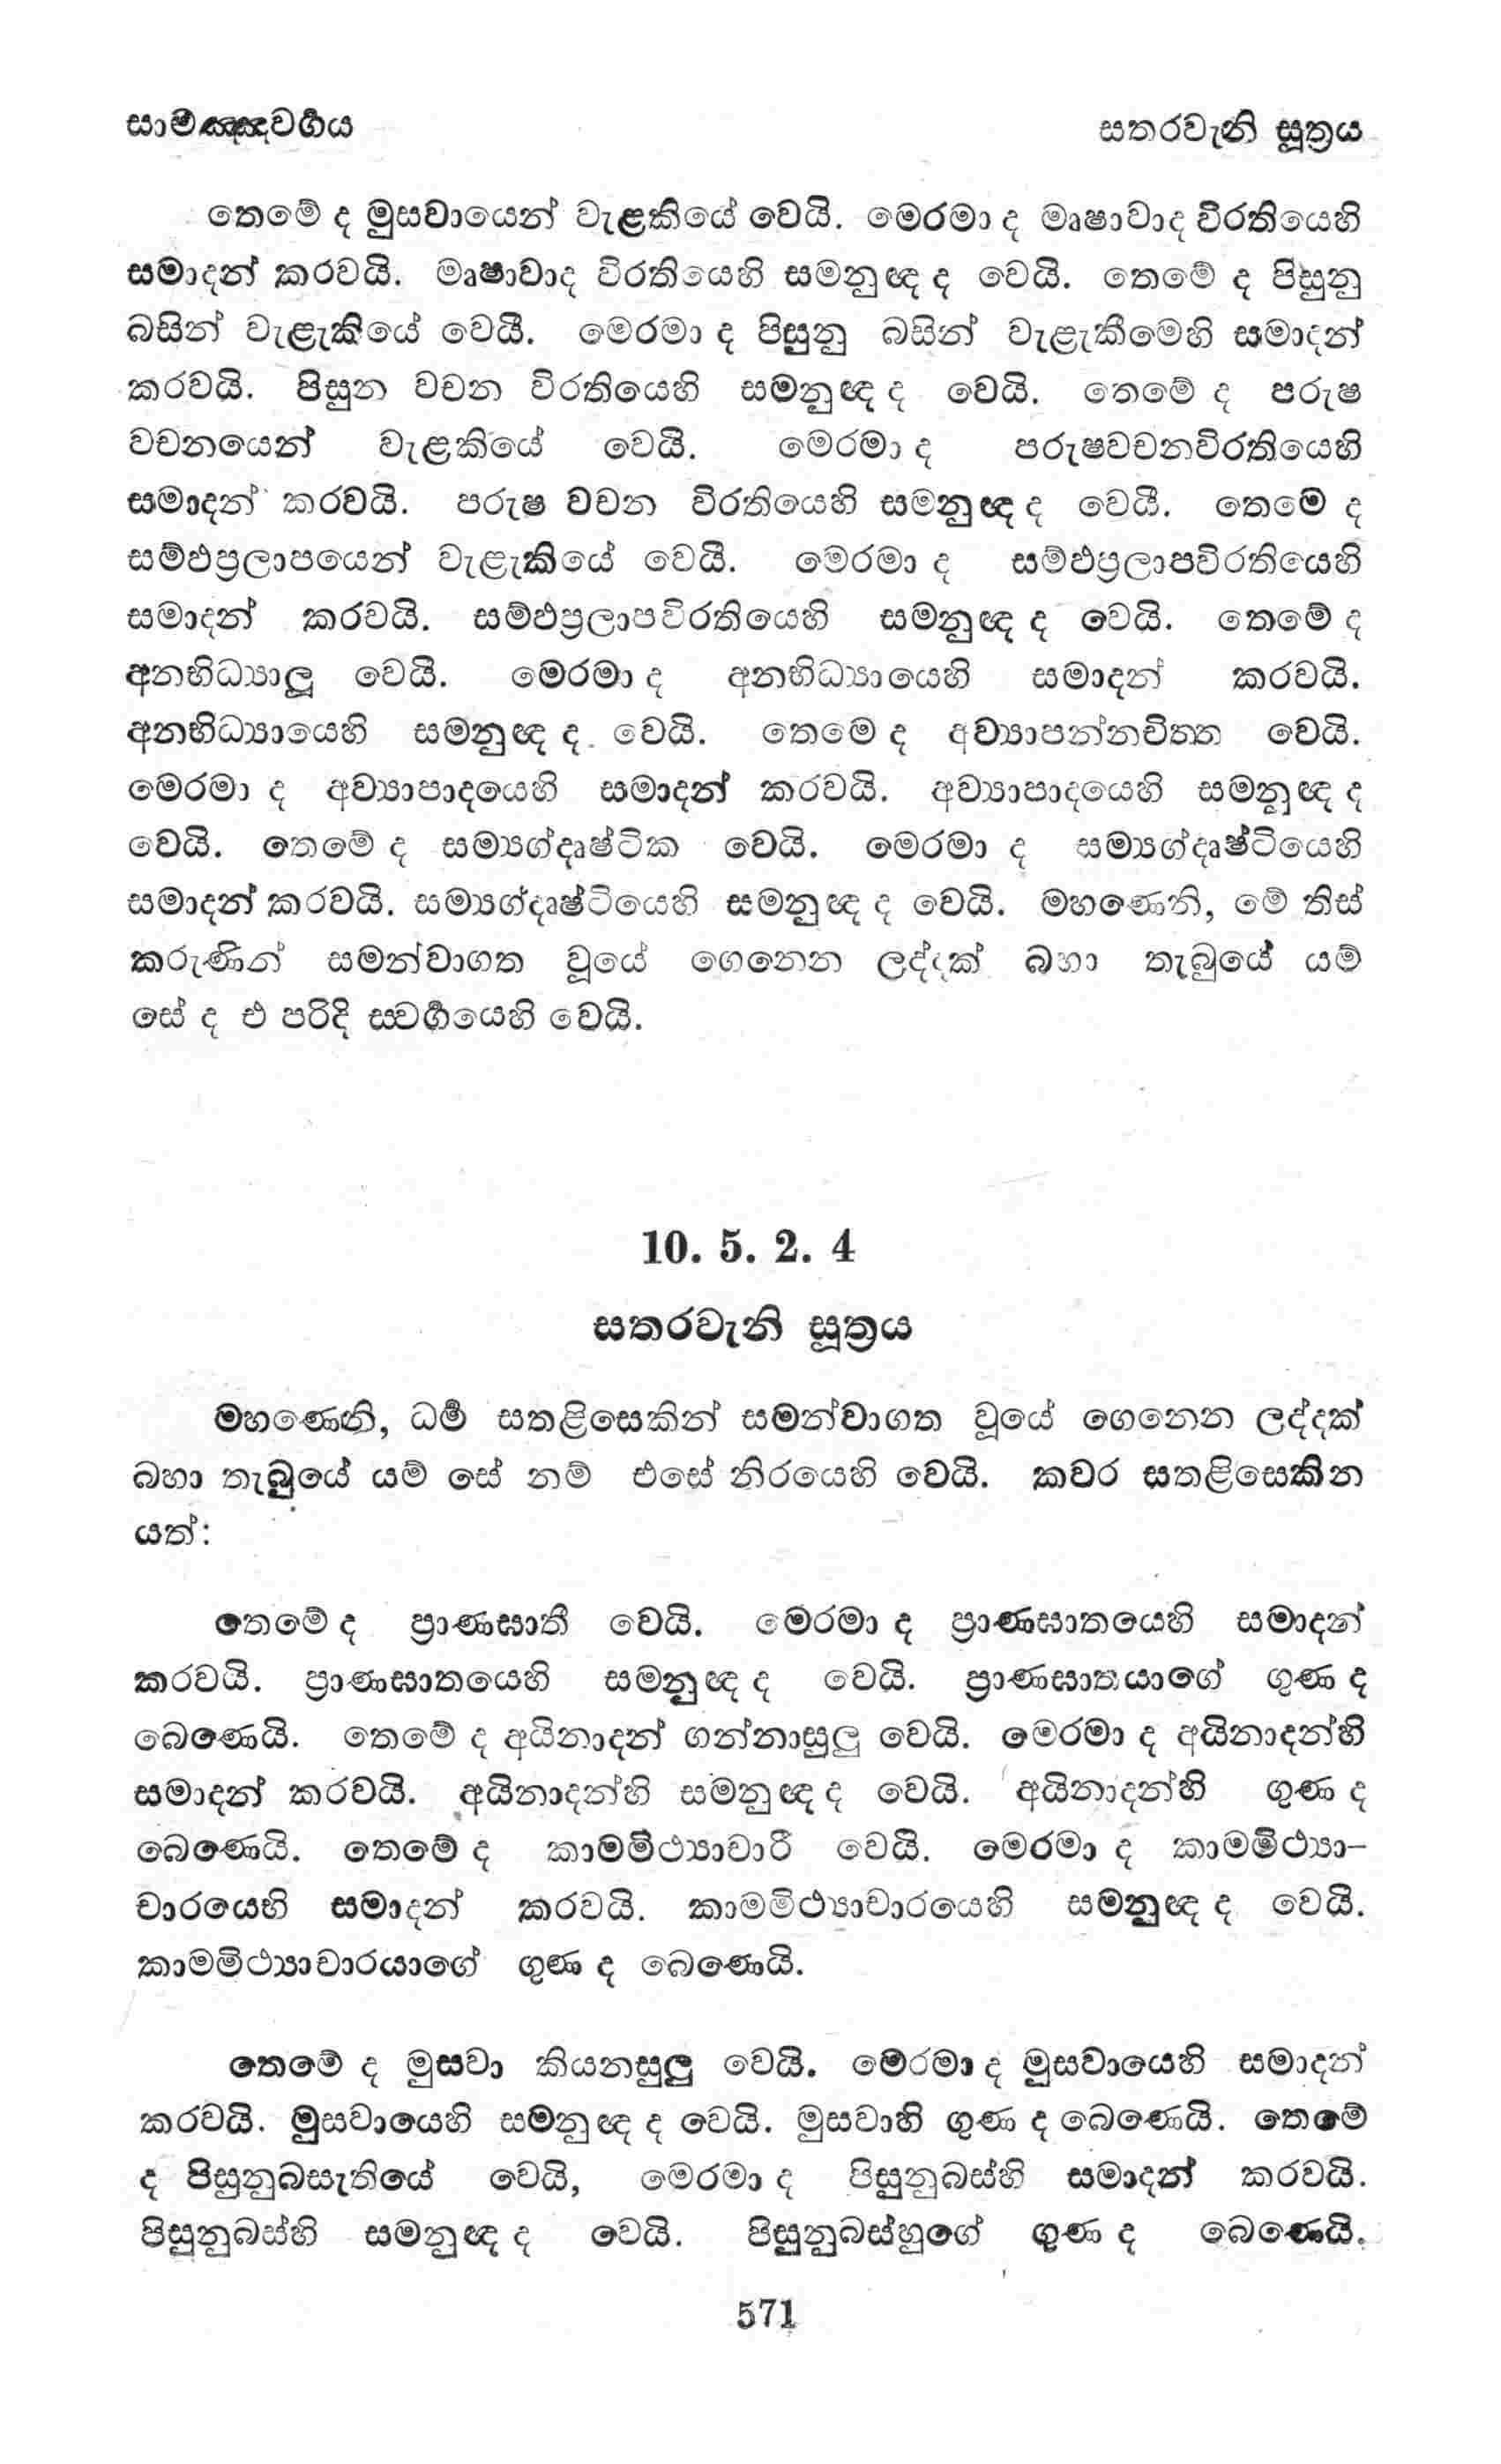 සාමඤ්ඤවර්‍ගය සතරවැනි සූත්‍රය
තෙමේ ද මුසවායෙන් වැළකියේ වෙයි. මෙරමා ද මෘෂාවාද විරතියෙහි
සමාදන් කරවයි. මෘෂාවාද විරතියෙහි සමනුඥ ද වෙයි. තෙමේ ද පිසුනු
බසින් වැළැකියේ වෙයි. මෙරමා ද පිසුනු බසින් වැළැකීමෙහි සමාදන්
කරවයි. පිසුන වචන විරතියෙහි සමනුඥ ද වෙයි. තෙමේ ද පරුෂ
වචනයෙන් වැළකියේ වෙයි. මෙරමා ද පරුෂවචනවිරතියෙහි
සමාදන් කරවයි. පරුෂ වචන විරතියෙහි සමනුඥ ද වෙයි. තෙමේ ද
සම්ඵප්‍රලාපයෙන් වැළැකියේ වෙයි. මෙරමා ද සම්ඵප්‍රලාපවිරතියෙහි
සමාදන් කරවයි. සම්ඵප්‍රලාපවිරතියෙහි සමනුඥ ද වෙයි. තෙමේ ද
අනභිධ්‍යාලූ වෙයි. මෙරමා ද අනභිධ්‍යායෙහි සමාදන් කරවයි.
අනභිධ්‍යායෙහි සමනුඥ ද වෙයි. තෙමෙ ද අව්‍යාපන්නචිත්ත වෙයි.
මෙරමා ද අව්‍යාපාදයෙහි සමාදන් කරවයි. අව්‍යාපාදයෙහි සමනුඥ ද
වෙයි. තෙමේ ද සම්‍යග්දෘෂ්ටික වෙයි. මෙරමා ද සම්‍යග්දෘෂ්ටියෙහි
සමාදන් කරවයි. සම්‍යග්දෘෂ්ටියෙහි සමනුඥ ද වෙයි. මහණෙනි, මේ තිස්
කරුණින් සමන්වාගත වූයේ ගෙනෙන ලද්දක් බහා තැබුයේ යම්
සේ ද එ පරිදි ස්වර්‍ගයෙහි වෙයි.
10. 5. 2. 4
සතරවැනි සූත්‍රය
මහණෙනි, ධර්‍ම සතළිසෙකින් සමන්වාගත වූයේ ගෙනෙන ලද්දක්
බහා තැබුයේ යම් සේ නම් එසේ නිරයෙහි වෙයි. කවර සතළිසෙකින
යත්:
තෙමේ ද ප්‍රාණඝාතී වෙයි. මෙරමා ද ප්‍රාණඝාතයෙහි සමාදන්
කරවයි. ප්‍රාණඝාතයෙහි සමනුඥ ද වෙයි. ප්‍රාණඝාතයාගේ ගුණ ද
බෙණෙයි. තෙමේ ද අයිනාදන් ගන්නාසුලු වෙයි. මෙරමා ද අයිනාදන්හි
සමාදන් කරවයි. අයිනාදන්හි සමනුඥ ද වෙයි. අයිනාදන්හි ගුණ ද
බෙණෙයි. තෙමේ ද කාමමිථ්‍යාචාරී වෙයි. මෙරමා ද කාමමිථ්‍යා-
චාරයෙහි සමාදන් කරවයි. කාමමිථ්‍යාචාරයෙහි සමනුඥ ද වෙයි.
කාමමිථ්‍යාචාරයාගේ ගුණ ද බෙණෙයි.
තෙමේ ද මුසවා කියනසුලු වෙයි. මෙරමා ද මුසවායෙහි සමාදන්
කරවයි. මුසවායෙහි සමනුඥ ද වෙයි. මුසවාහි ගුණ ද බෙණෙයි. තෙමේ
ද පිසුනුබසැතියේ වෙයි, මෙරමා ද පිසුනුබස්හි සමාදන් කරවයි.
පිසුනුබස්හි සමනුඥ ද වෙයි. පිසුනුබස්හුගේ ගුණ ද බෙණෙයි.
571